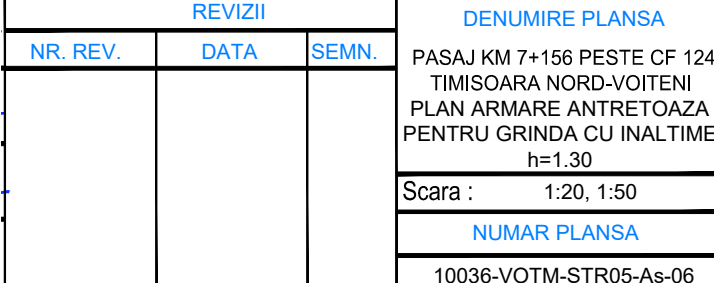 REVIZII
NR. REV. DATA SEMN.
DENUMIRE PLANSA
PASAJ KM 7+156 PESTE CF 124
TIMISOARA NORD-VOITENI
PLAN ARMARE ANTRETOAZA
PENTRU GRINDA CU INALTIME
h=1.30
Scara : 1:20, 1:50
NUMAR PLANSA
10036-VOTM-STR05-As-06